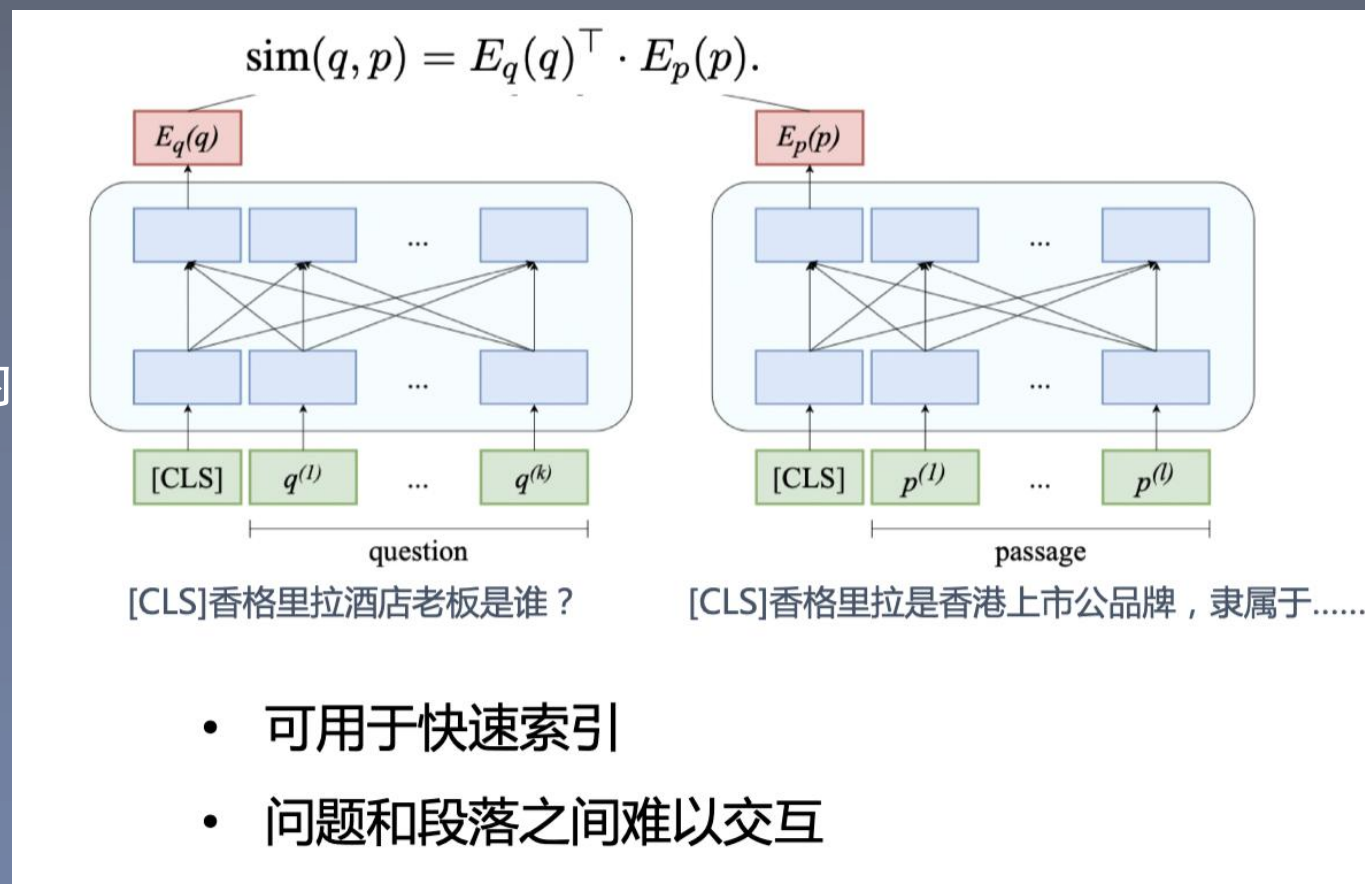 sim(q, p) = E_q(q)^⊤ · E_p(p).
E_q(q) E_p(p)
... ...
... ...
[CLS] q^(1) ... q^(k) [CLS] p^(1) ... p^(l)
question passage
[CLS]香格里拉酒店老板是谁？ [CLS]香格里拉是香港上市公品牌，隶属于......
• 可用于快速索引
• 问题和段落之间难以交互